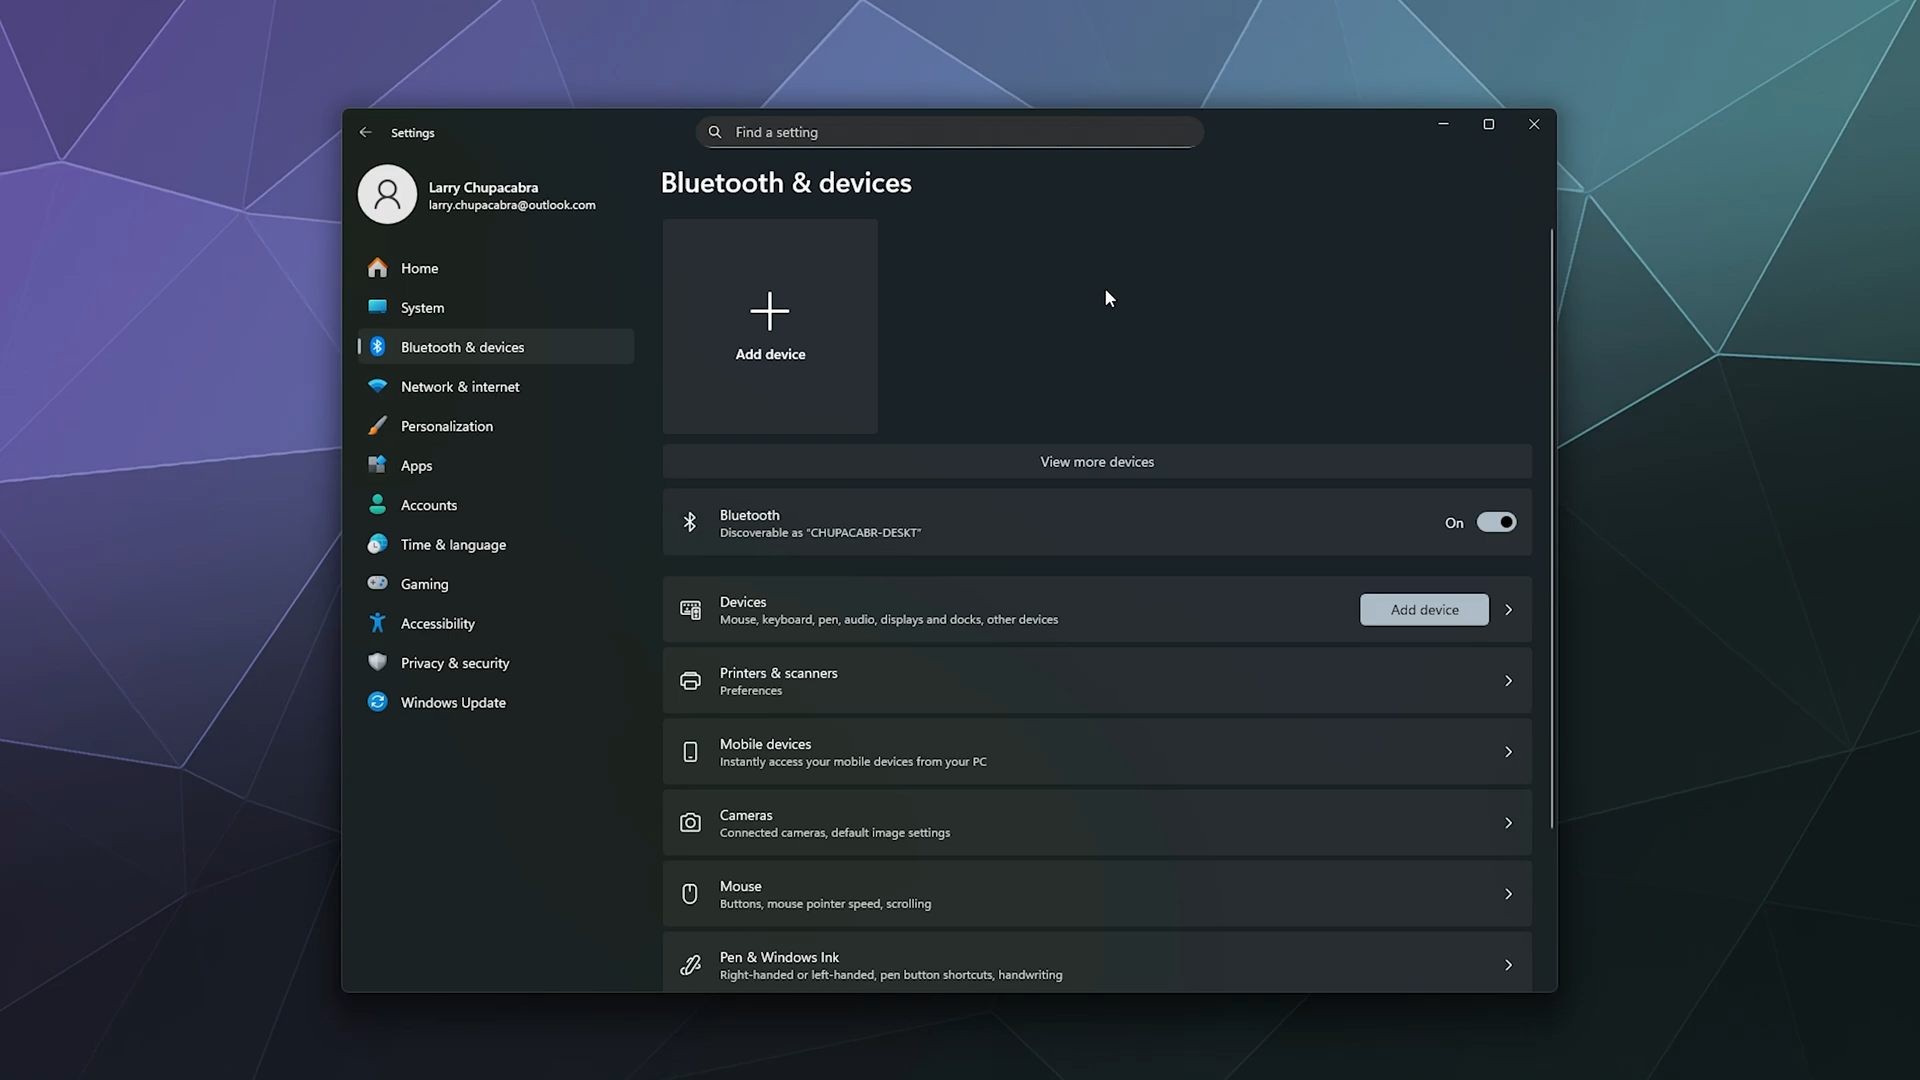 Settings
Find a setting
Larry Chupacabra
larry.chupacabra@outlook.com
Home
System
Bluetooth & devices
Network & internet
Personalization
Apps
Accounts
Time & language
Gaming
Accessibility
Privacy & security
Windows Update
Bluetooth & devices
Add device
View more devices
Bluetooth
Discoverable as "CHUPACABR-DESKT"
On
Devices
Mouse, keyboard, pen, audio, displays and docks, other devices
Add device
Printers & scanners
Preferences
Mobile devices
Instantly access your mobile devices from your PC
Cameras
Connected cameras, default image settings
Mouse
Buttons, mouse pointer speed, scrolling
Pen & Windows Ink
Right-handed or left-handed, pen button shortcuts, handwriting